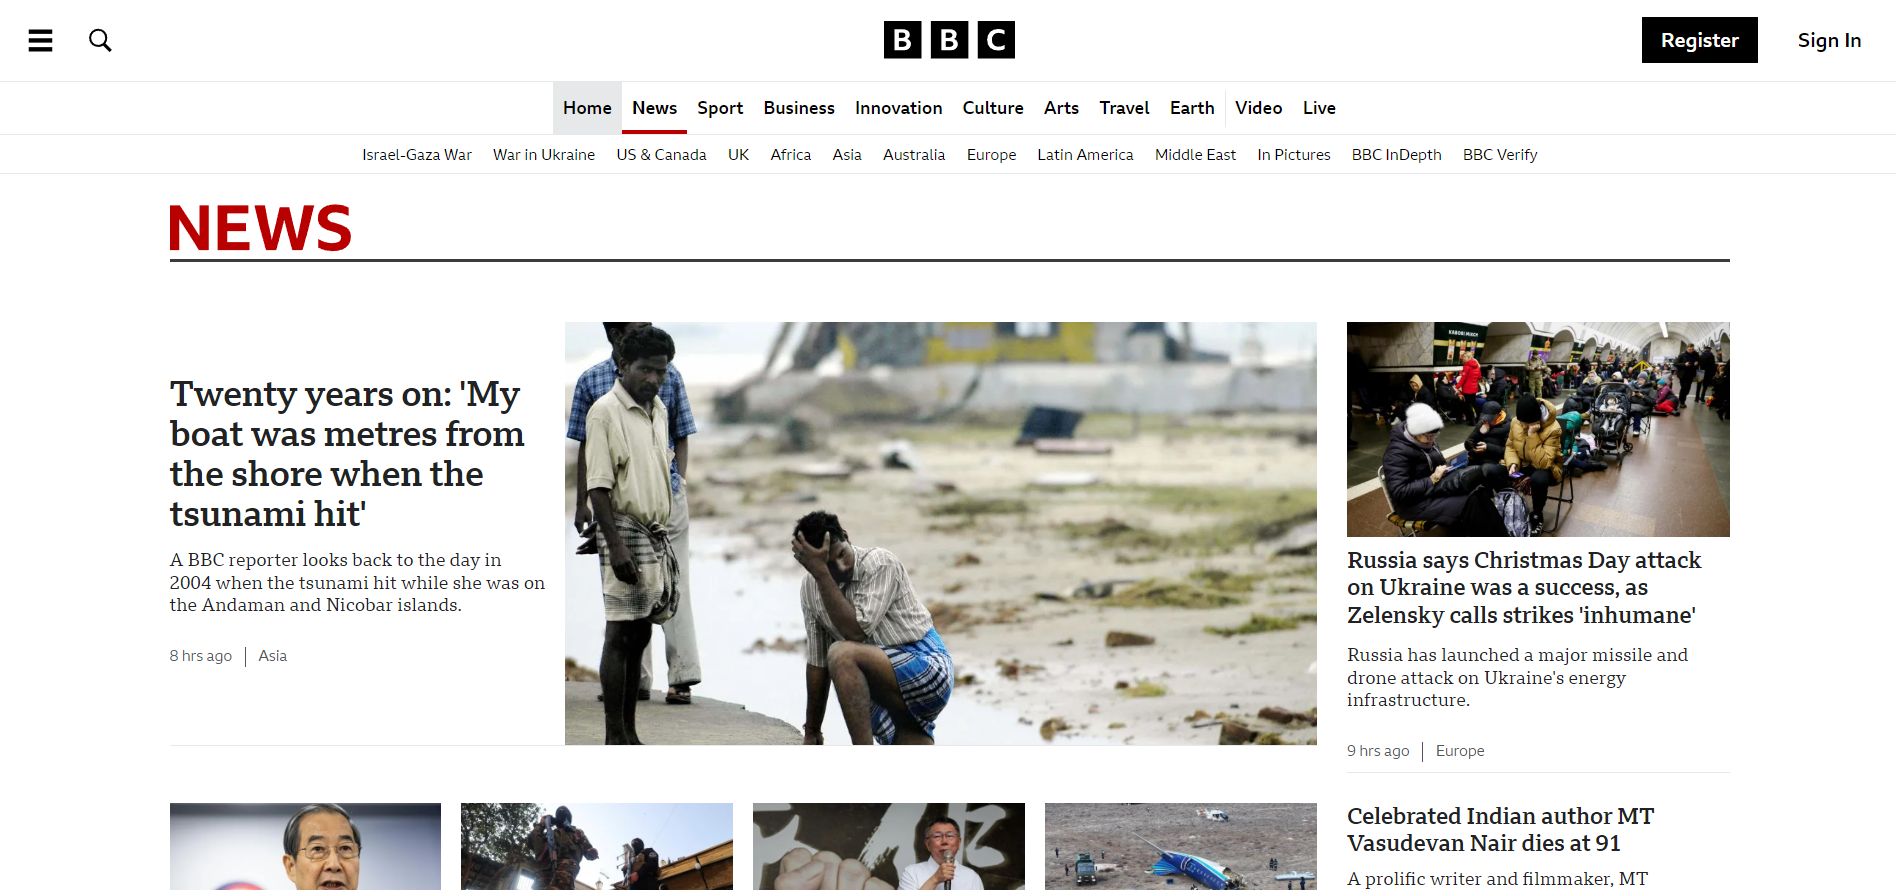 BBC
Register
Sign In
Home
News
Sport
Business
Innovation
Culture
Arts
Travel
Earth
Video
Live
Israel-Gaza War
War in Ukraine
US & Canada
UK
Africa
Asia
Australia
Europe
Latin America
Middle East
In Pictures
BBC InDepth
BBC Verify
NEWS
Twenty years on: 'My
boat was metres from
the shore when the
tsunami hit'
A BBC reporter looks back to the day in
2004 when the tsunami hit while she was on
the Andaman and Nicobar islands.
8 hrs ago
Asia
Russia says Christmas Day attack
on Ukraine was a success, as
Zelensky calls strikes 'inhumane'
Russia has launched a major missile and
drone attack on Ukraine's energy
infrastructure.
9 hrs ago
Europe
Celebrated Indian author MT
Vasudevan Nair dies at 91
A prolific writer and filmmaker, MT